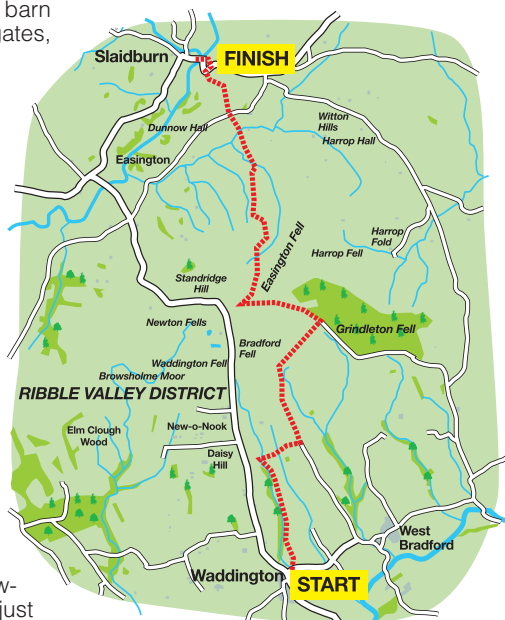 barn
gates,
Slaidburn
FINISH
Dunnow Hall
Witton
Hills
Harrop Hall
Easington
Harrop
Fold
Easington Fell
Harrop Fell
Standridge
Hill
Newton Fells
Grindleton Fell
Bradford
Fell
Waddington Fell
Browsholme Moor
RIBBLE VALLEY DISTRICT
Elm Clough
Wood
New-o-Nook
Daisy
Hill
West
Bradford
Waddington
START
w-
just